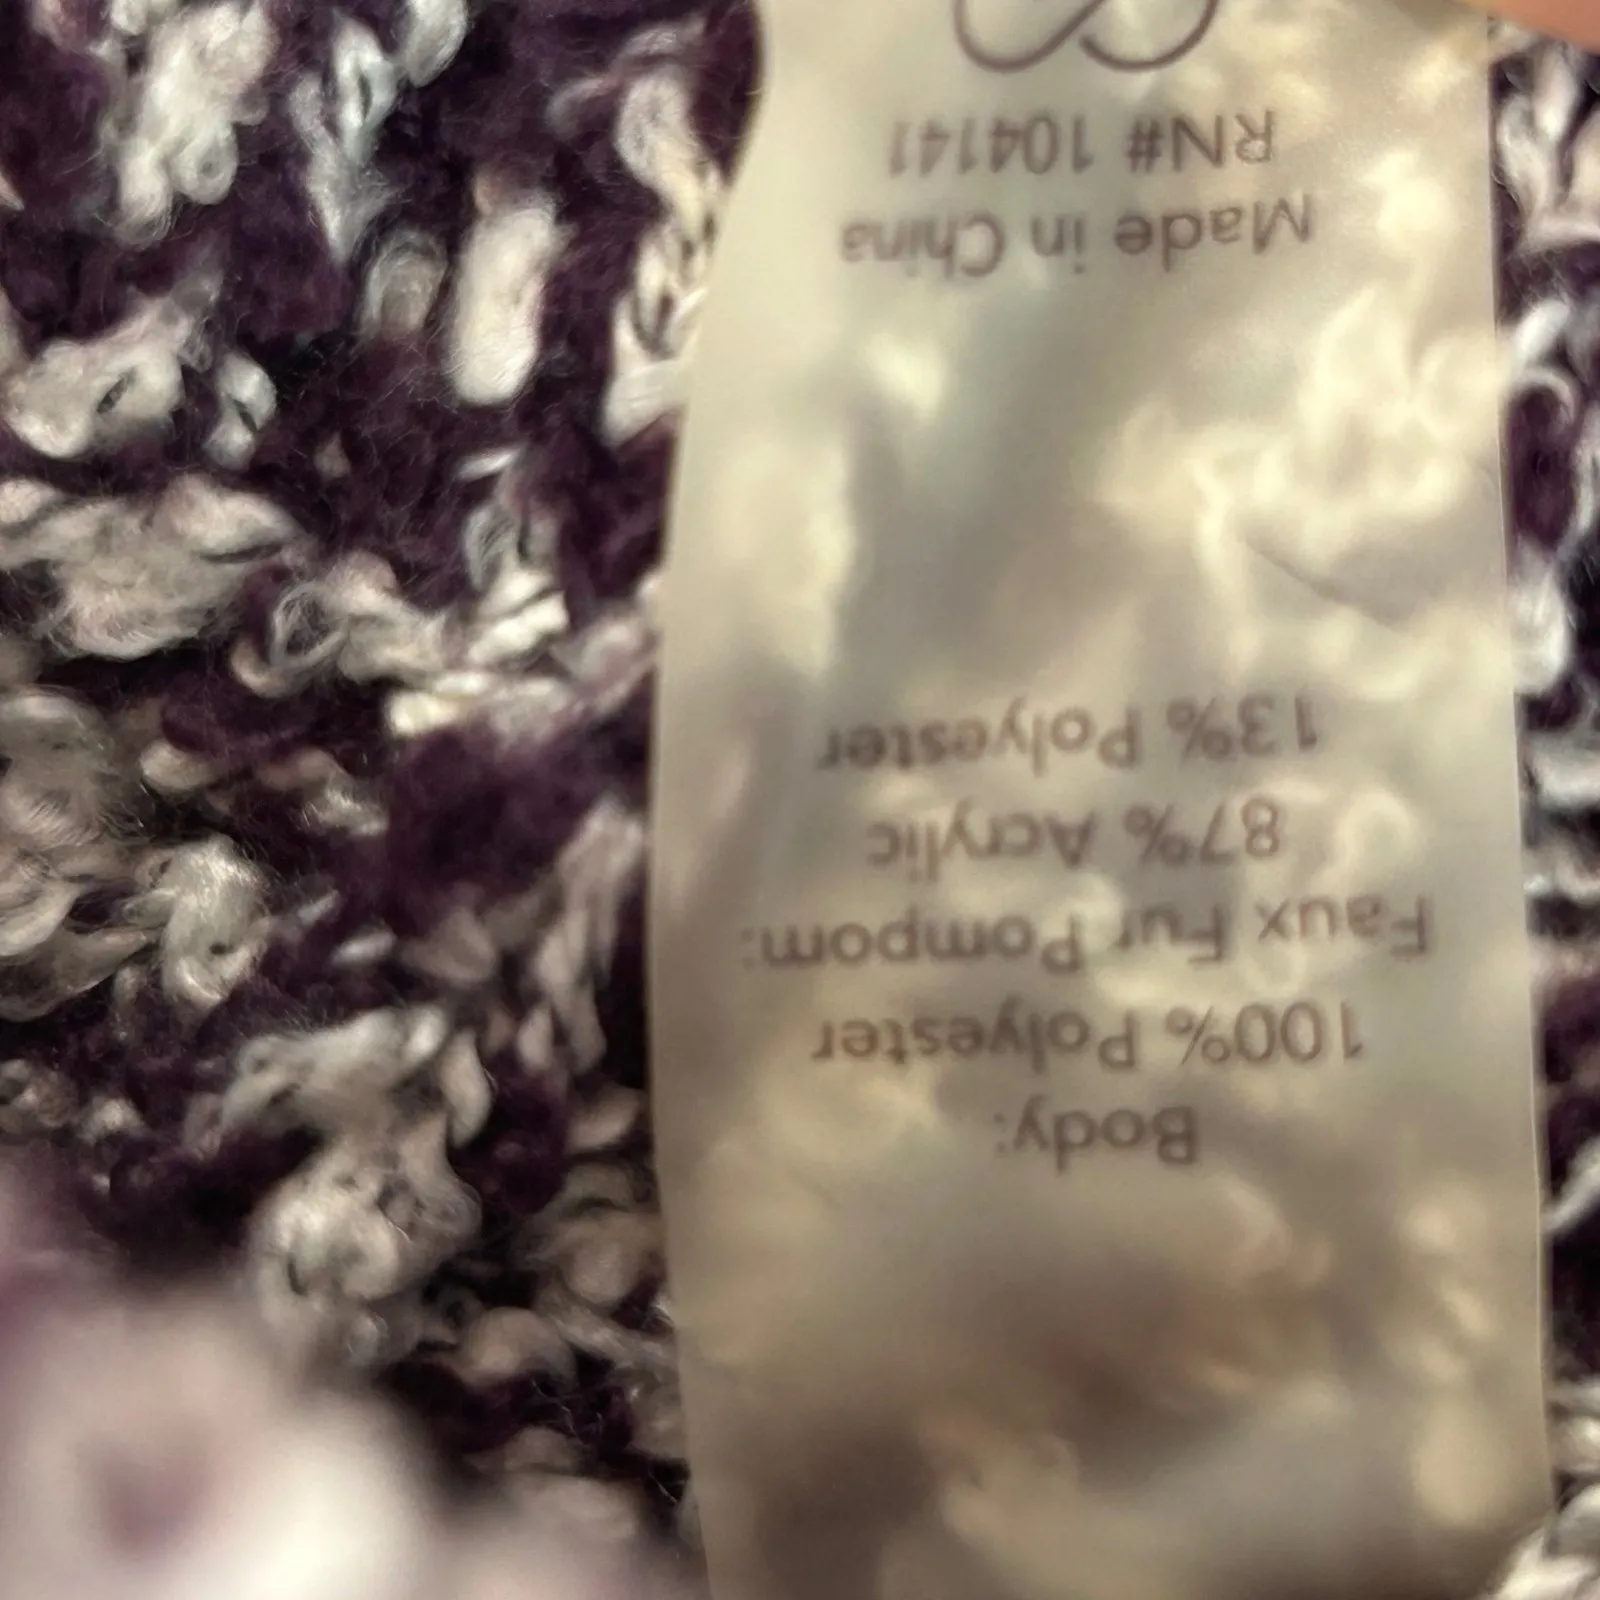 Body:
100% Polyester
Faux Fur Pompom:
87% Acrylic
13% Polyester
Made in China
RN# 104141